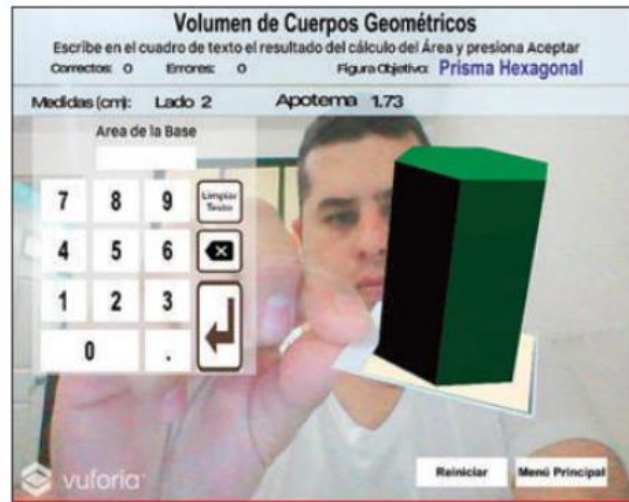 Volumen de Cuerpos Geométricos
Escribe en el cuadro de texto el resultado del cálculo del Área y presiona Aceptar
Correctos: 0 Errores: 0 Figura Objetivo: Prisma Hexagonal
Medidas (cm): Lado 2 Apotema 1.73
Area de la Base
7 8 9 Limpiar Texto
4 5 6
1 2 3
0 .
vuforia
Reiniciar Menú Principal